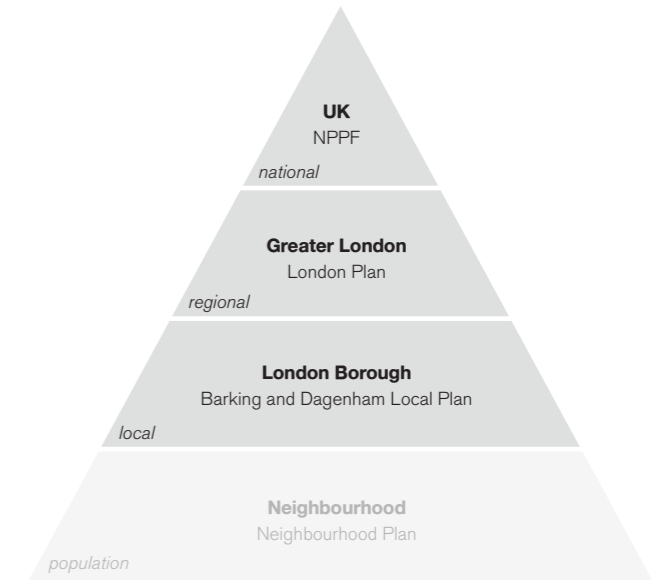 UK
NPPF
national
Greater London
London Plan
regional
London Borough
Barking and Dagenham Local Plan
local
Neighbourhood
Neighbourhood Plan
population